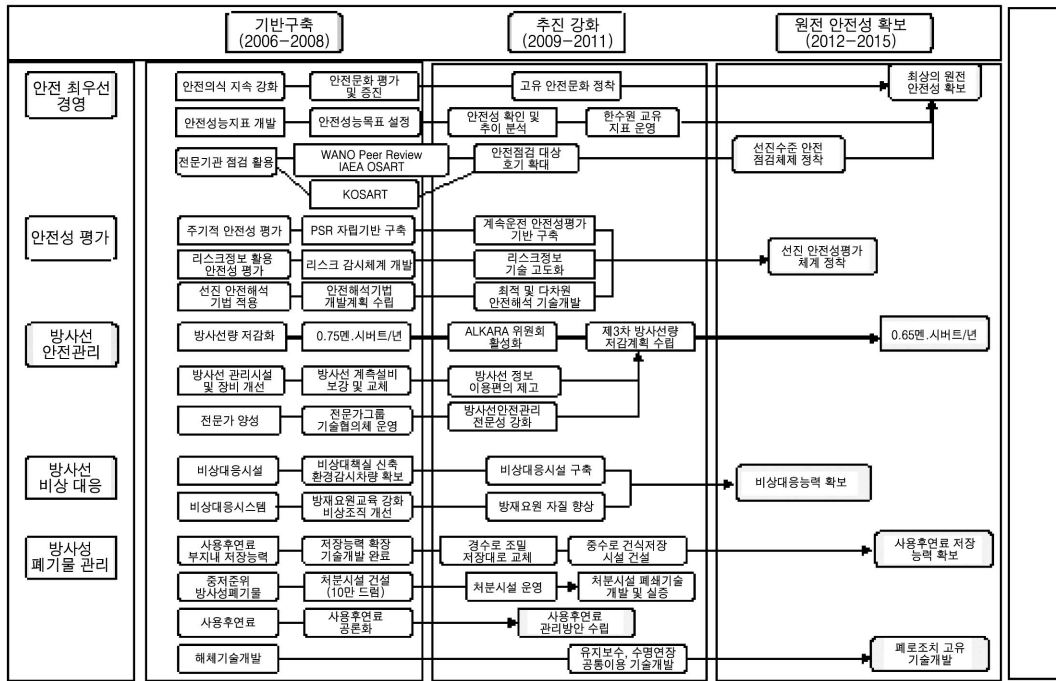 기반구축
(2006-2008)
추진 강화
(2009-2011)
원전 안전성 확보
(2012-2015)
안전 최우선
경영
안전의식 지속 강화
안전문화 평가
및 증진
고유 안전문화 정착
최상의 원전
안전성 확보
안전성능지표 개발
안전성능목표 설정
안전성 확인 및
추이 분석
한수원 교유
지표 운영
전문기관 점검 활용
WANO Peer Review
IAEA OSART
안전점검 대상
호기 확대
선진수준 안전
점검체제 정착
KOSART
안전성 평가
주기적 안전성 평가
PSR 자립기반 구축
계속운전 안전성평가
기반 구축
리스크정보 활용
안전성 평가
리스크 감시체계 개발
리스크정보
기술 고도화
선진 안전성평가
체계 정착
선진 안전해석
기법 적용
안전해석기법
개발계획 수립
최적 및 다차원
안전해석 기술개발
방사선
안전관리
방사선량 저감화
0.75멘.시버트/년
ALKARA 위원회
활성화
제3차 방사선량
저감계획 수립
0.65멘.시버트/년
방사선 관리시설
및 장비 개선
방사선 계측설비
보강 및 교체
방사선 정보
이용편의 제고
전문가 양성
전문가그룹
기술협의체 운영
방사선안전관리
전문성 강화
방사선
비상 대응
비상대응시설
비상대책실 신축
환경감시차량 확보
비상대응시설 구축
비상대응능력 확보
비상대응시스템
방재요원교육 강화
비상조직 개선
방재요원 자질 향상
방사성
폐기물 관리
사용후연료
부지내 저장능력
저장능력 확장
기술개발 완료
경수로 조밀
저장대로 교체
중수로 건식저장
시설 건설
사용후연료 저장
능력 확보
중저준위
방사성폐기물
처분시설 건설
(10만 드럼)
처분시설 운영
처분시설 폐쇄기술
개발 및 실증
사용후연료
사용후연료
공론화
사용후연료
관리방안 수립
해체기술개발
유지보수, 수명연장
공통이용 기술개발
폐로조치 고유
기술개발